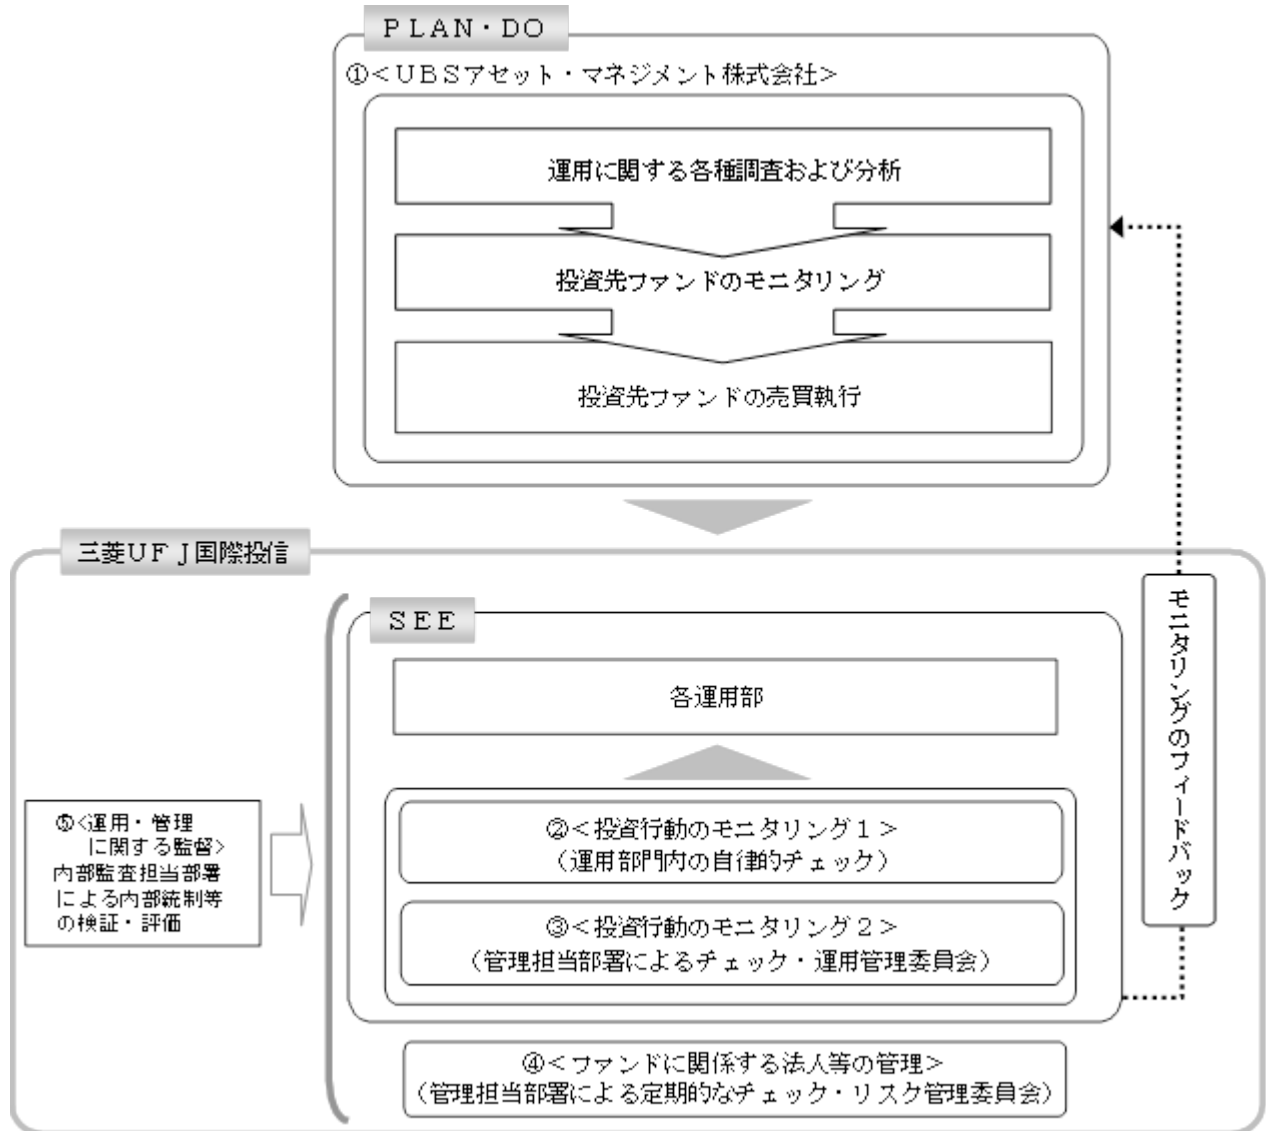 ＰＬＡＮ・ＤＯ
①＜ＵＢＳアセット・マネジメント株式会社＞
運用に関する各種調査および分析
投資先ファンドのモニタリング
投資先ファンドの売買執行
三菱ＵＦＪ国際投信
ＳＥＥ
各運用部
②＜投資行動のモニタリング１＞
（運用部門内の自律的チェック）
③＜投資行動のモニタリング２＞
（管理担当部署によるチェック・運用管理委員会）
④＜ファンドに関係する法人等の管理＞
（管理担当部署による定期的なチェック・リスク管理委員会）
⑤<運用・管理
に関する監督>
内部監査担当部署
による内部統制等
の検証・評価
モニタリングのフィードバック